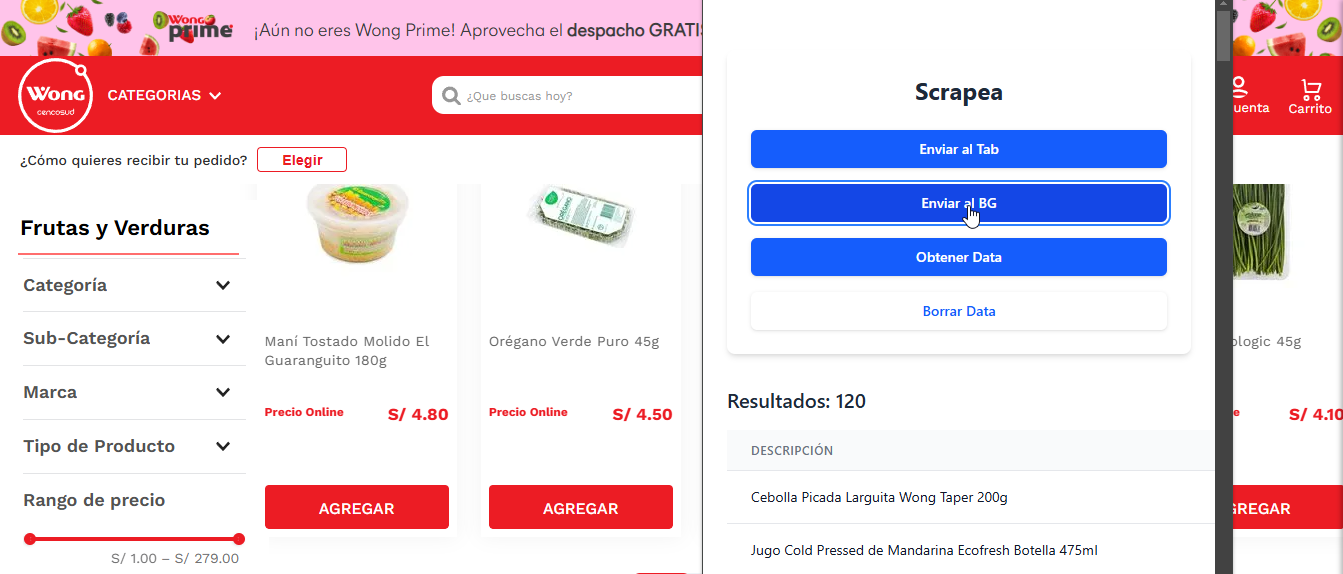 Wong
prime
¡Aún no eres Wong Prime! Aprovecha el despacho GRATIS
Wong
cencosud
CATEGORIAS
¿Que buscas hoy?
uenta
Carrito
¿Cómo quieres recibir tu pedido?
Elegir
Frutas y Verduras
Categoría
Sub-Categoría
Marca
Tipo de Producto
Rango de precio
S/ 1.00 – S/ 279.00
ORÉGANO
Maní Tostado Molido El
Guaranguito 180g
Precio Online
S/ 4.80
AGREGAR
Orégano Verde Puro 45g
Precio Online
S/ 4.50
AGREGAR
Scrapea
Enviar al Tab
Enviar al BG
Obtener Data
Borrar Data
Resultados: 120
DESCRIPCIÓN
Cebolla Picada Larguita Wong Taper 200g
Jugo Cold Pressed de Mandarina Ecofresh Botella 475ml
ologic 45g
e
S/ 4.10
GREGAR